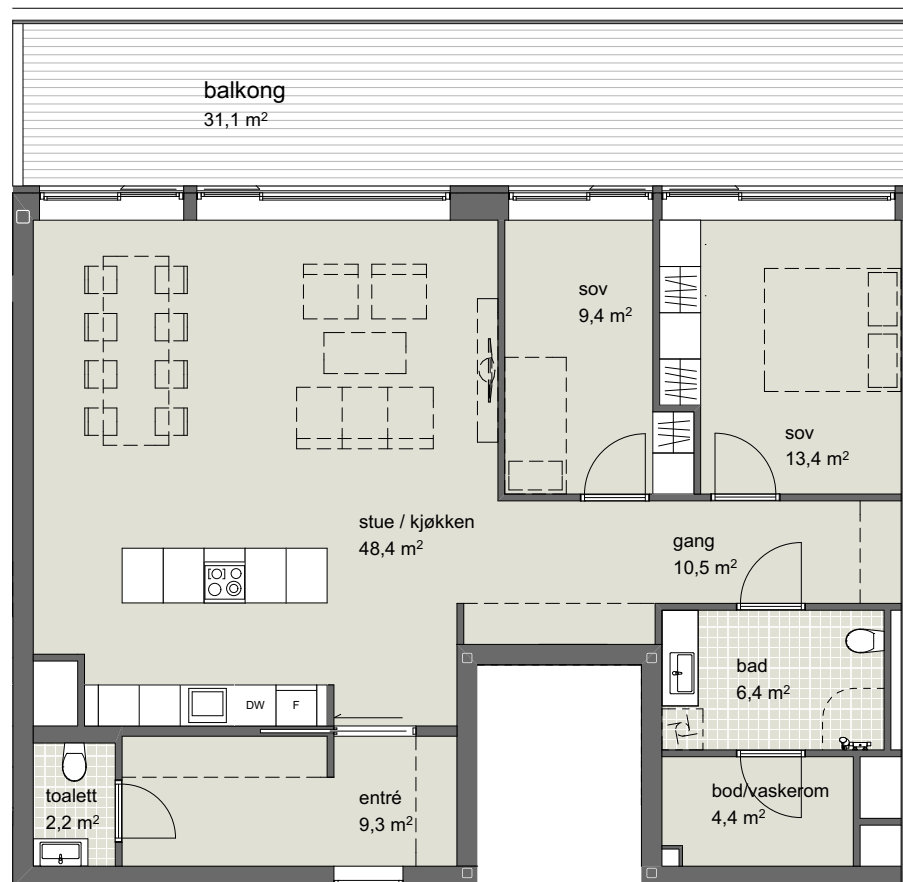 balkong
31,1 m²
sov
9,4 m²
sov
13,4 m²
stue / kjøkken
48,4 m²
gang
10,5 m²
bad
6,4 m²
DW
F
toalett
2,2 m²
entré
9,3 m²
bod/vaskerom
4,4 m²